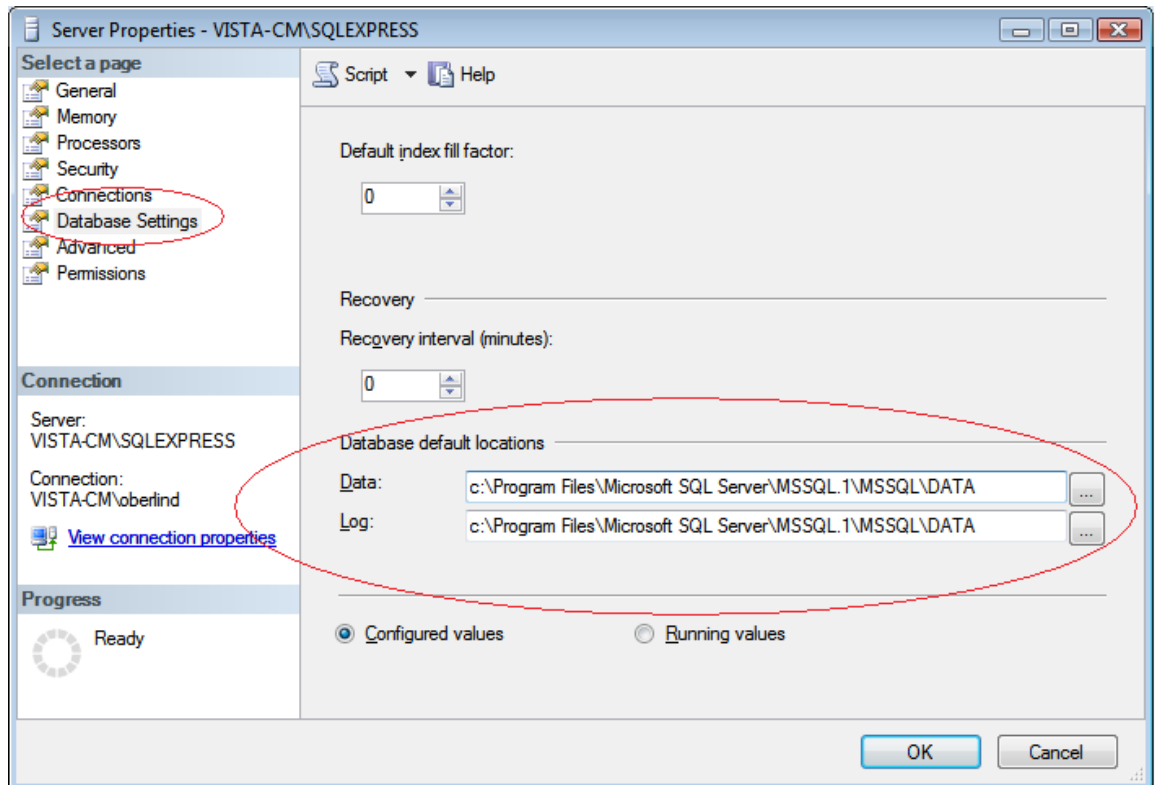 Server Properties - VISTA-CM\SQLEXPRESS
Select a page
General
Memory
Processors
Security
Connections
Database Settings
Advanced
Permissions
Script
Help
Default index fill factor:
0
Recovery
Recovery interval (minutes):
0
Database default locations
Data:
c:\Program Files\Microsoft SQL Server\MSSQL.1\MSSQL\DATA
...
Log:
c:\Program Files\Microsoft SQL Server\MSSQL.1\MSSQL\DATA
...
Configured values
Running values
Connection
Server:
VISTA-CM\SQLEXPRESS
Connection:
VISTA-CM\oberlind
View connection properties
Progress
Ready
OK
Cancel